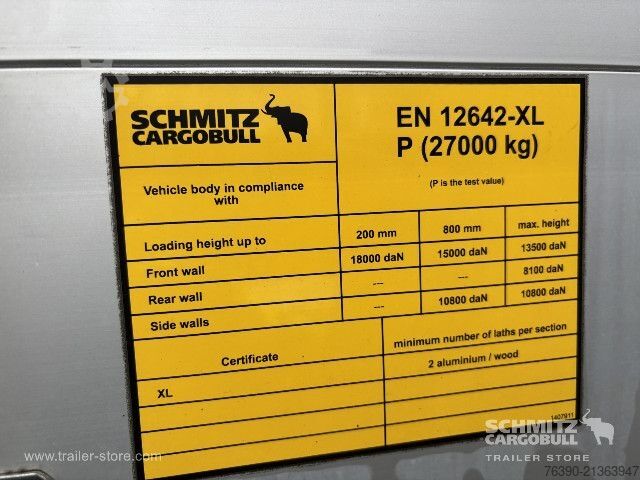 SCHMITZ
CARGOBULL
EN 12642-XL
P (27000 kg)
(P is the test value)
Vehicle body in compliance
with
Loading height up to 200 mm 800 mm max. height
Front wall 18000 daN 15000 daN 13500 daN
Rear wall --- --- 8100 daN
Side walls --- 10800 daN 10800 daN
Certificate minimum number of laths per section
XL 2 aluminium / wood
1407911
SCHMITZ
CARGOBULL
TRAILER STORE
www.trailer-store.com
76390-21363947